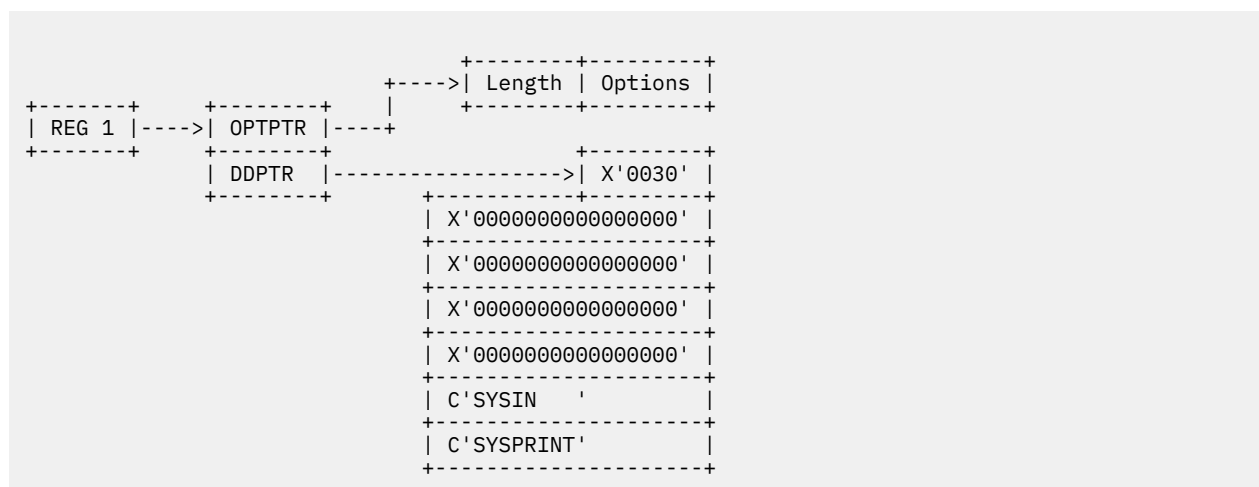 +--------+---------+
                                  +---->| Length | Options |
+-------+      +--------+     |      +--------+---------+
| REG 1 |---->| OPTPTR |----+
+-------+      +--------+                      +---------+
               | DDPTR  |------------------>| X'0030' |
               +--------+        +-----------+---------+
                                 | X'0000000000000000' |
                                 +---------------------+
                                 | X'0000000000000000' |
                                 +---------------------+
                                 | X'0000000000000000' |
                                 +---------------------+
                                 | X'0000000000000000' |
                                 +---------------------+
                                 | C'SYSIN   '         |
                                 +---------------------+
                                 | C'SYSPRINT'         |
                                 +---------------------+